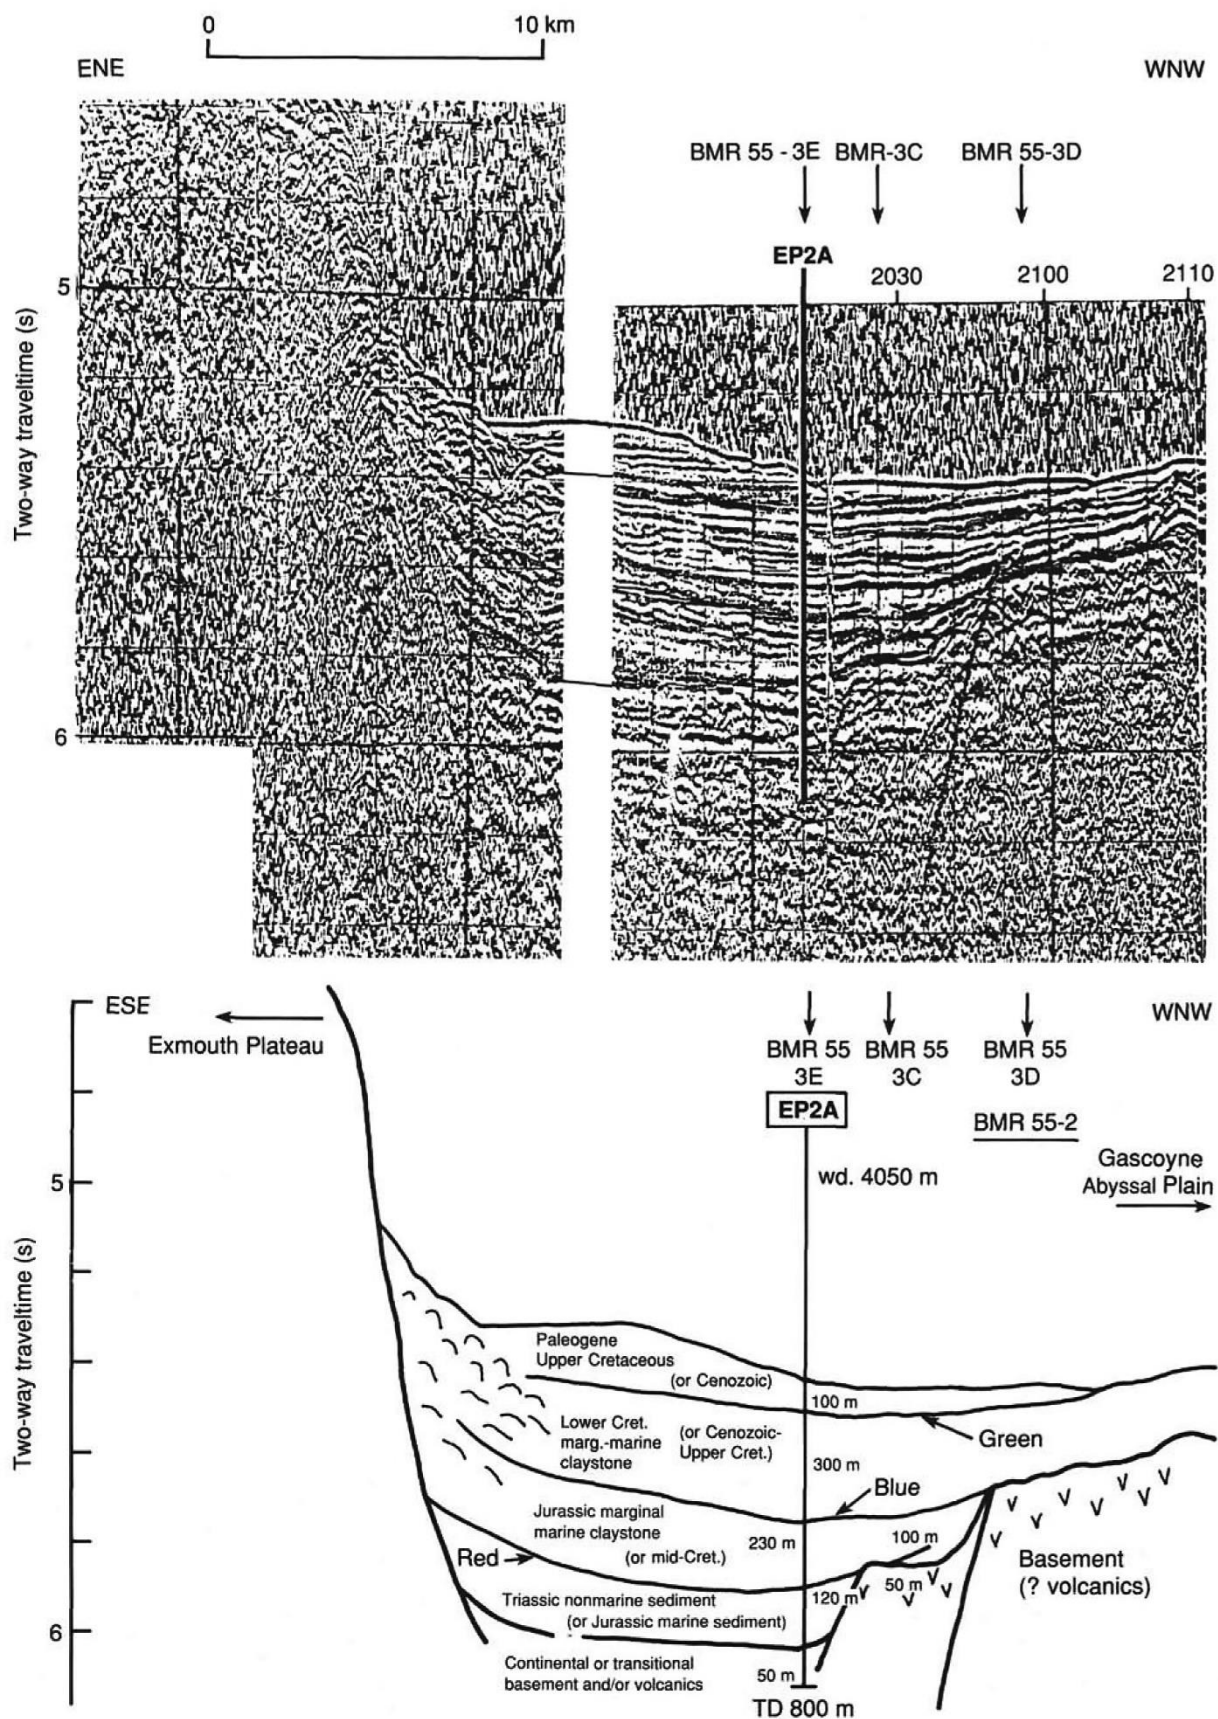 0
10 km
ENE
WNW
BMR 55 - 3E
BMR-3C
BMR 55-3D
EP2A
2030
2100
2110
5
Two-way traveltime (s)
6
ESE
WNW
Exmouth Plateau
BMR 55
3E
BMR 55
3C
BMR 55
3D
EP2A
BMR 55-2
wd. 4050 m
Gascoyne
Abyssal Plain
5
Two-way traveltime (s)
Paleogene
Upper Cretaceous
(or Cenozoic)
100 m
Green
Lower Cret.
marg.-marine
claystone
(or Cenozoic-
Upper Cret.)
300 m
Blue
Jurassic marginal
marine claystone
(or mid-Cret.)
230 m
100 m
Red
50 m
Basement
(? volcanics)
Triassic nonmarine sediment
(or Jurassic marine sediment)
120 m
6
Continental or transitional
basement and/or volcanics
50 m
TD 800 m
V V V V V V V V V V V V